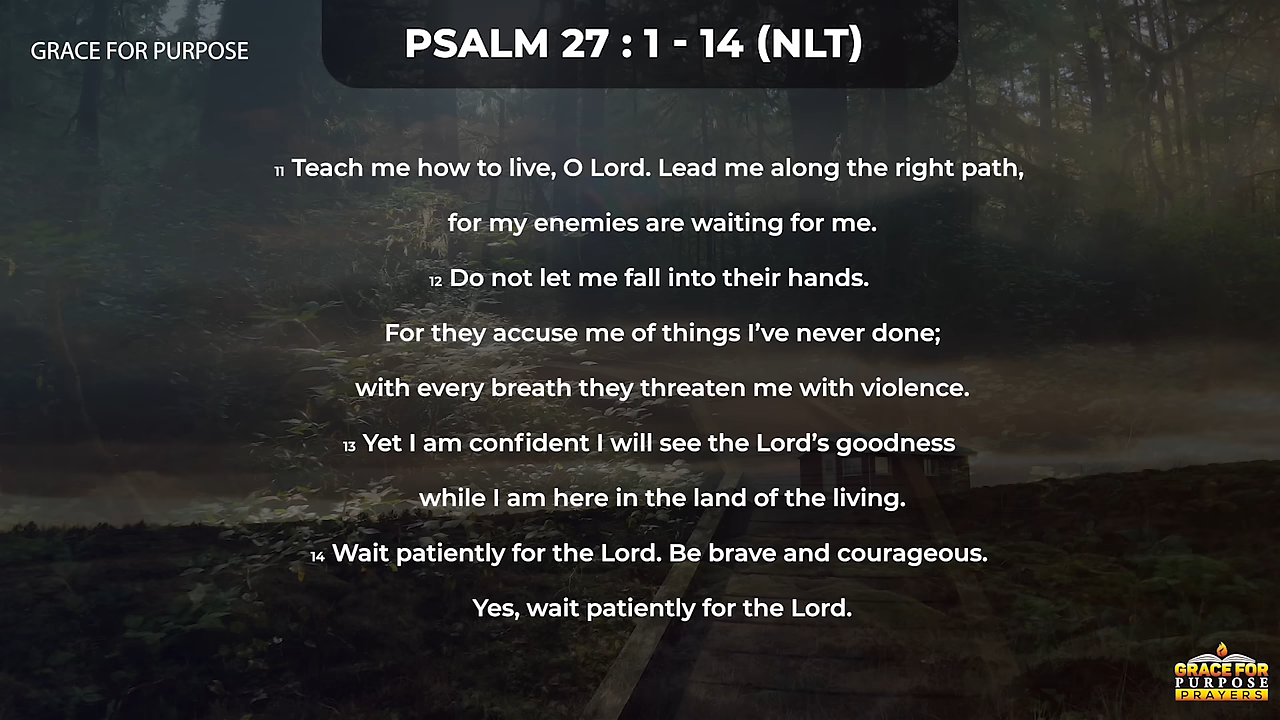 GRACE FOR PURPOSE
PSALM 27 : 1 - 14 (NLT)
11 Teach me how to live, O Lord. Lead me along the right path,
for my enemies are waiting for me.
12 Do not let me fall into their hands.
For they accuse me of things I’ve never done;
with every breath they threaten me with violence.
13 Yet I am confident I will see the Lord’s goodness
while I am here in the land of the living.
14 Wait patiently for the Lord. Be brave and courageous.
Yes, wait patiently for the Lord.
GRACE FOR
PURPOSE
PRAYERS